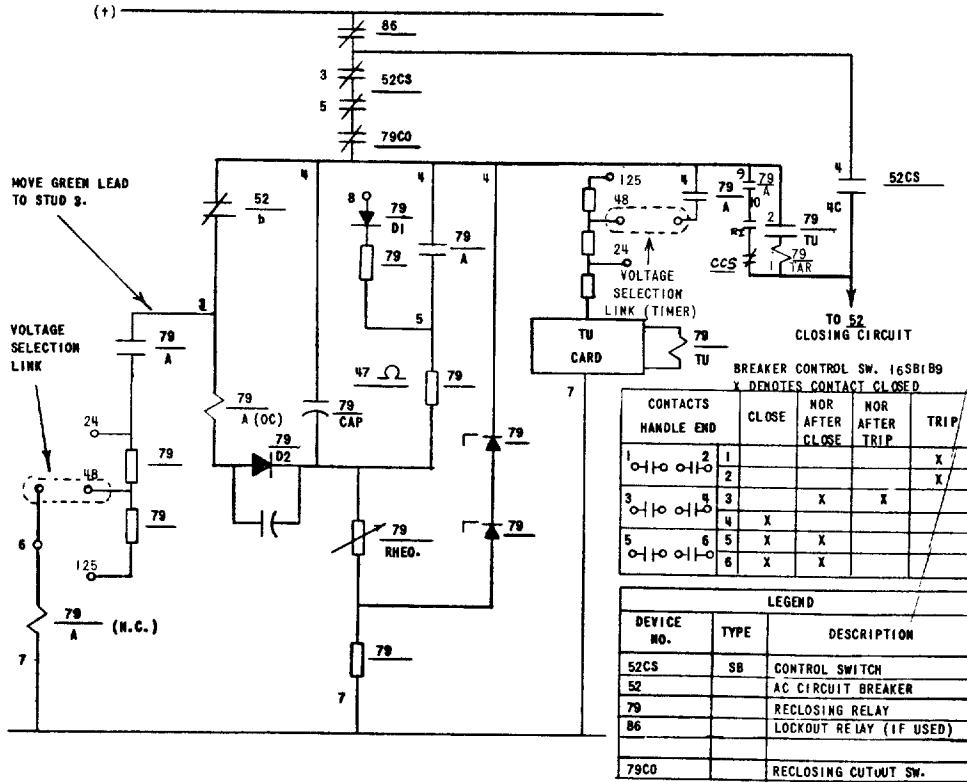 (+)
86
3
52CS
5
79CO
MOVE GREEN LEAD
TO STUD 3.
VOLTAGE
SELECTION
LINK
52
b
3
79
A
24
79
48
79
6
125
79
A (N.C.)
7
79
A (OC)
79
D2
4
79
CAP
8
79
D1
79
4
79
A
5
47 Ω
79
79
RHEO.
79
7
4
79
79
125
48
24
VOLTAGE
SELECTION
LINK (TIMER)
TU
CARD
79
TU
7
4
79
A
9
79
A
10
CCS
2
79
TU
1
79
TAR
4
52CS
4C
TO 52
CLOSING CIRCUIT
BREAKER CONTROL SW. 16SB1B9
X DENOTES CONTACT CLOSED
CONTACTS
HANDLE END
CLOSE
NOR
AFTER
CLOSE
NOR
AFTER
TRIP
TRIP
1 2 1 X
2 X
3 4 3 X X
4 X
5 6 5 X X
6 X X
LEGEND
DEVICE
NO.
TYPE
DESCRIPTION
52CS SB CONTROL SWITCH
52 AC CIRCUIT BREAKER
79 RECLOSING RELAY
86 LOCKOUT RELAY (IF USED)
79CO RECLOSING CUTOUT SW.